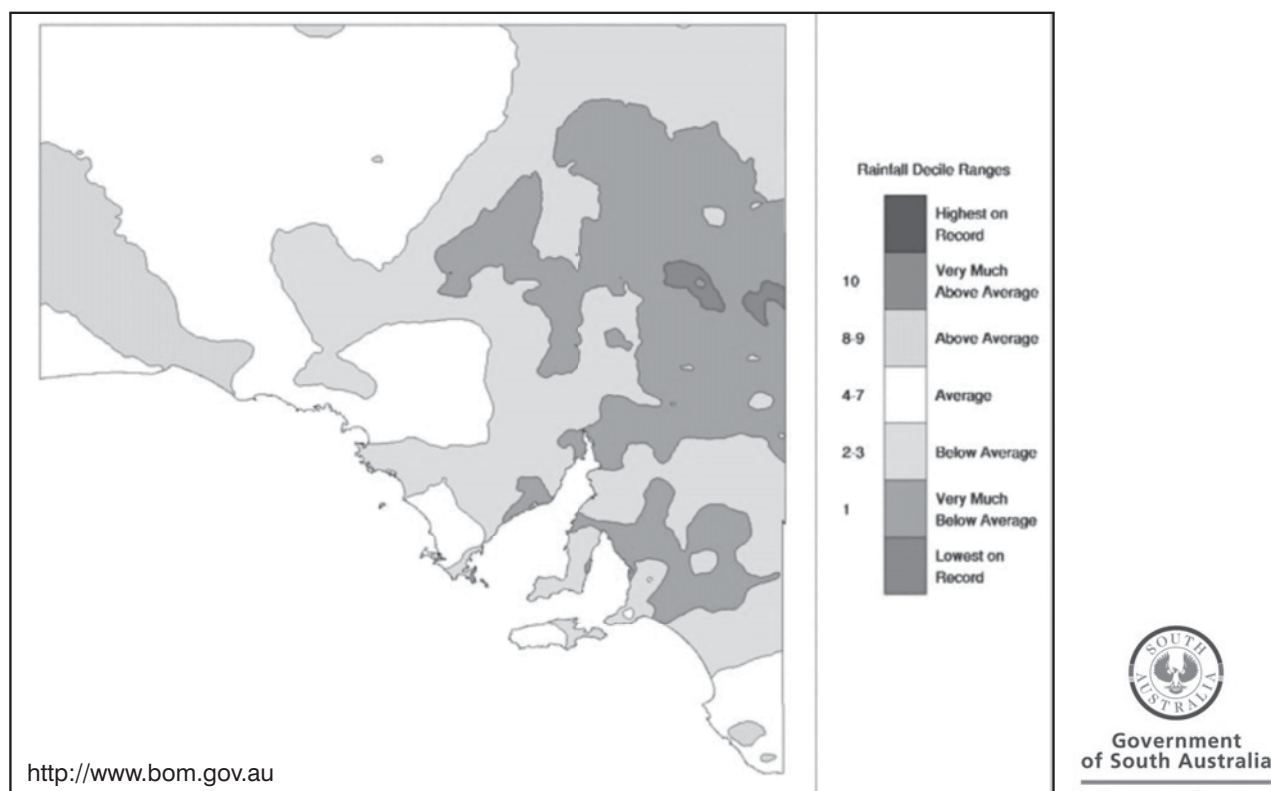 Rainfall Decile Ranges
Highest on
Record
10
Very Much
Above Average
8-9
Above Average
4-7
Average
2-3
Below Average
1
Very Much
Below Average
Lowest on
Record
http://www.bom.gov.au
SOUTH
AUSTRALIA
Government
of South Australia